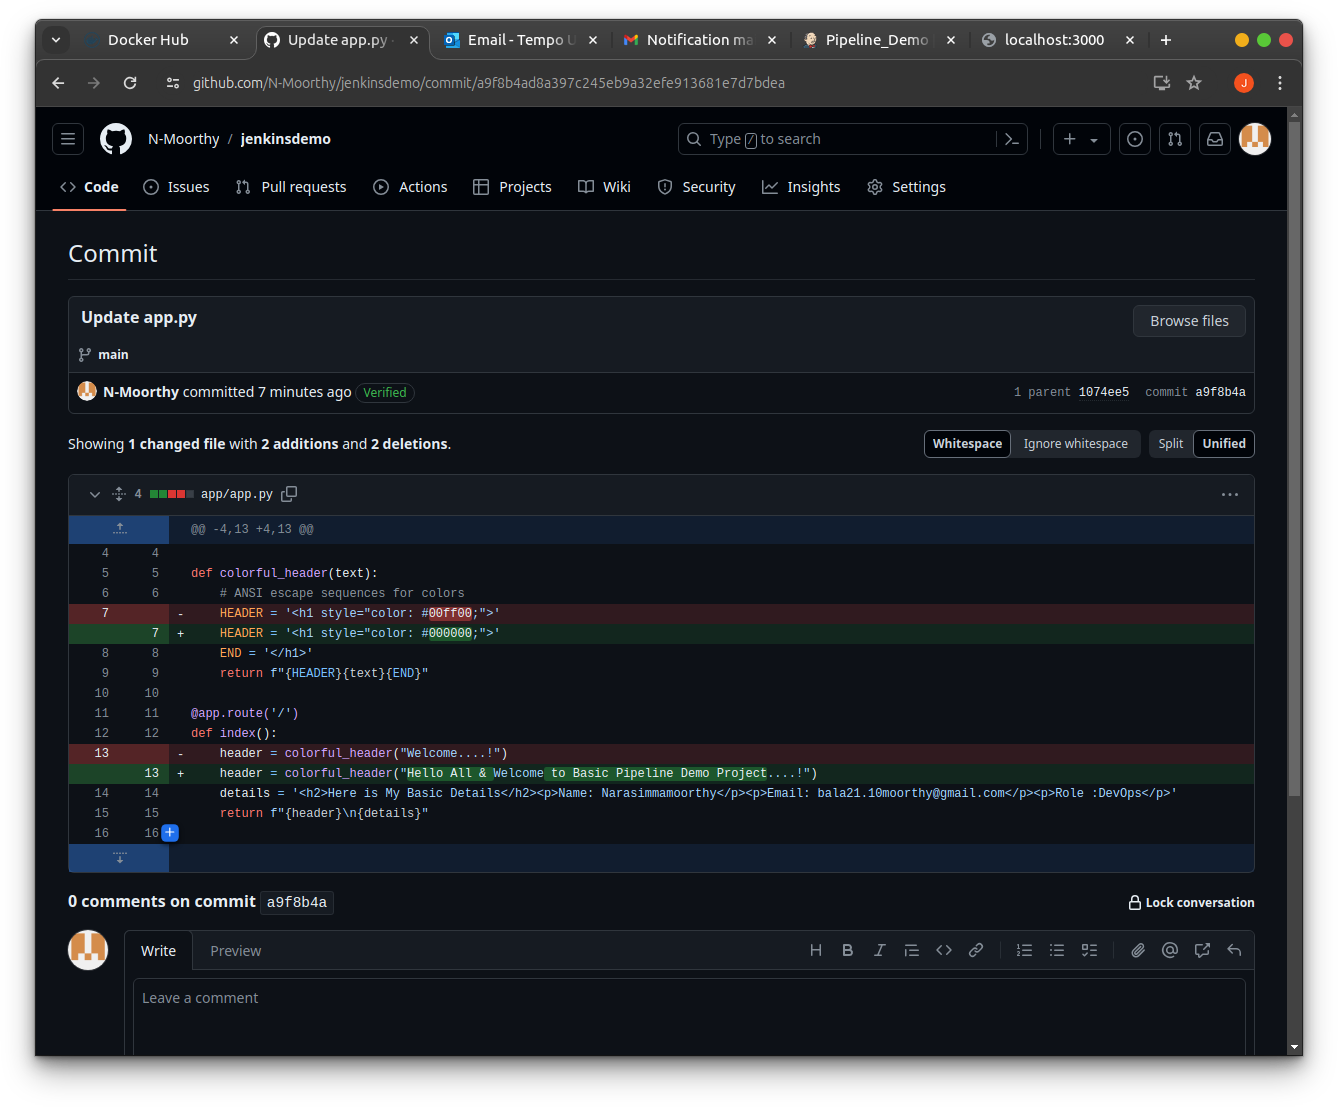 Docker Hub
Update app.py ·
Email - Tempo U
Notification ma
Pipeline_Demo
localhost:3000
github.com/N-Moorthy/jenkinsdemo/commit/a9f8b4ad8a397c245eb9a32efe913681e7d7bdea
J
N-Moorthy / jenkinsdemo
Type / to search
Code
Issues
Pull requests
Actions
Projects
Wiki
Security
Insights
Settings
Commit
Update app.py
Browse files
main
N-Moorthy committed 7 minutes ago Verified
1 parent 1074ee5 commit a9f8b4a
Showing 1 changed file with 2 additions and 2 deletions.
Whitespace Ignore whitespace
Split Unified
4 app/app.py
@@ -4,13 +4,13 @@
4 4
5 5 def colorful_header(text):
6 6 # ANSI escape sequences for colors
7 - HEADER = '<h1 style="color: #00ff00;">'
7 + HEADER = '<h1 style="color: #000000;">'
8 8 END = '</h1>'
9 9 return f"{HEADER}{text}{END}"
10 10
11 11 @app.route('/')
12 12 def index():
13 - header = colorful_header("Welcome....!")
13 + header = colorful_header("Hello All & Welcome to Basic Pipeline Demo Project....!")
14 14 details = '<h2>Here is My Basic Details</h2><p>Name: Narasimmamoorthy</p><p>Email: bala21.10moorthy@gmail.com</p><p>Role :DevOps</p>'
15 15 return f"{header}\n{details}"
16 16
0 comments on commit a9f8b4a
Lock conversation
Write
Preview
Leave a comment